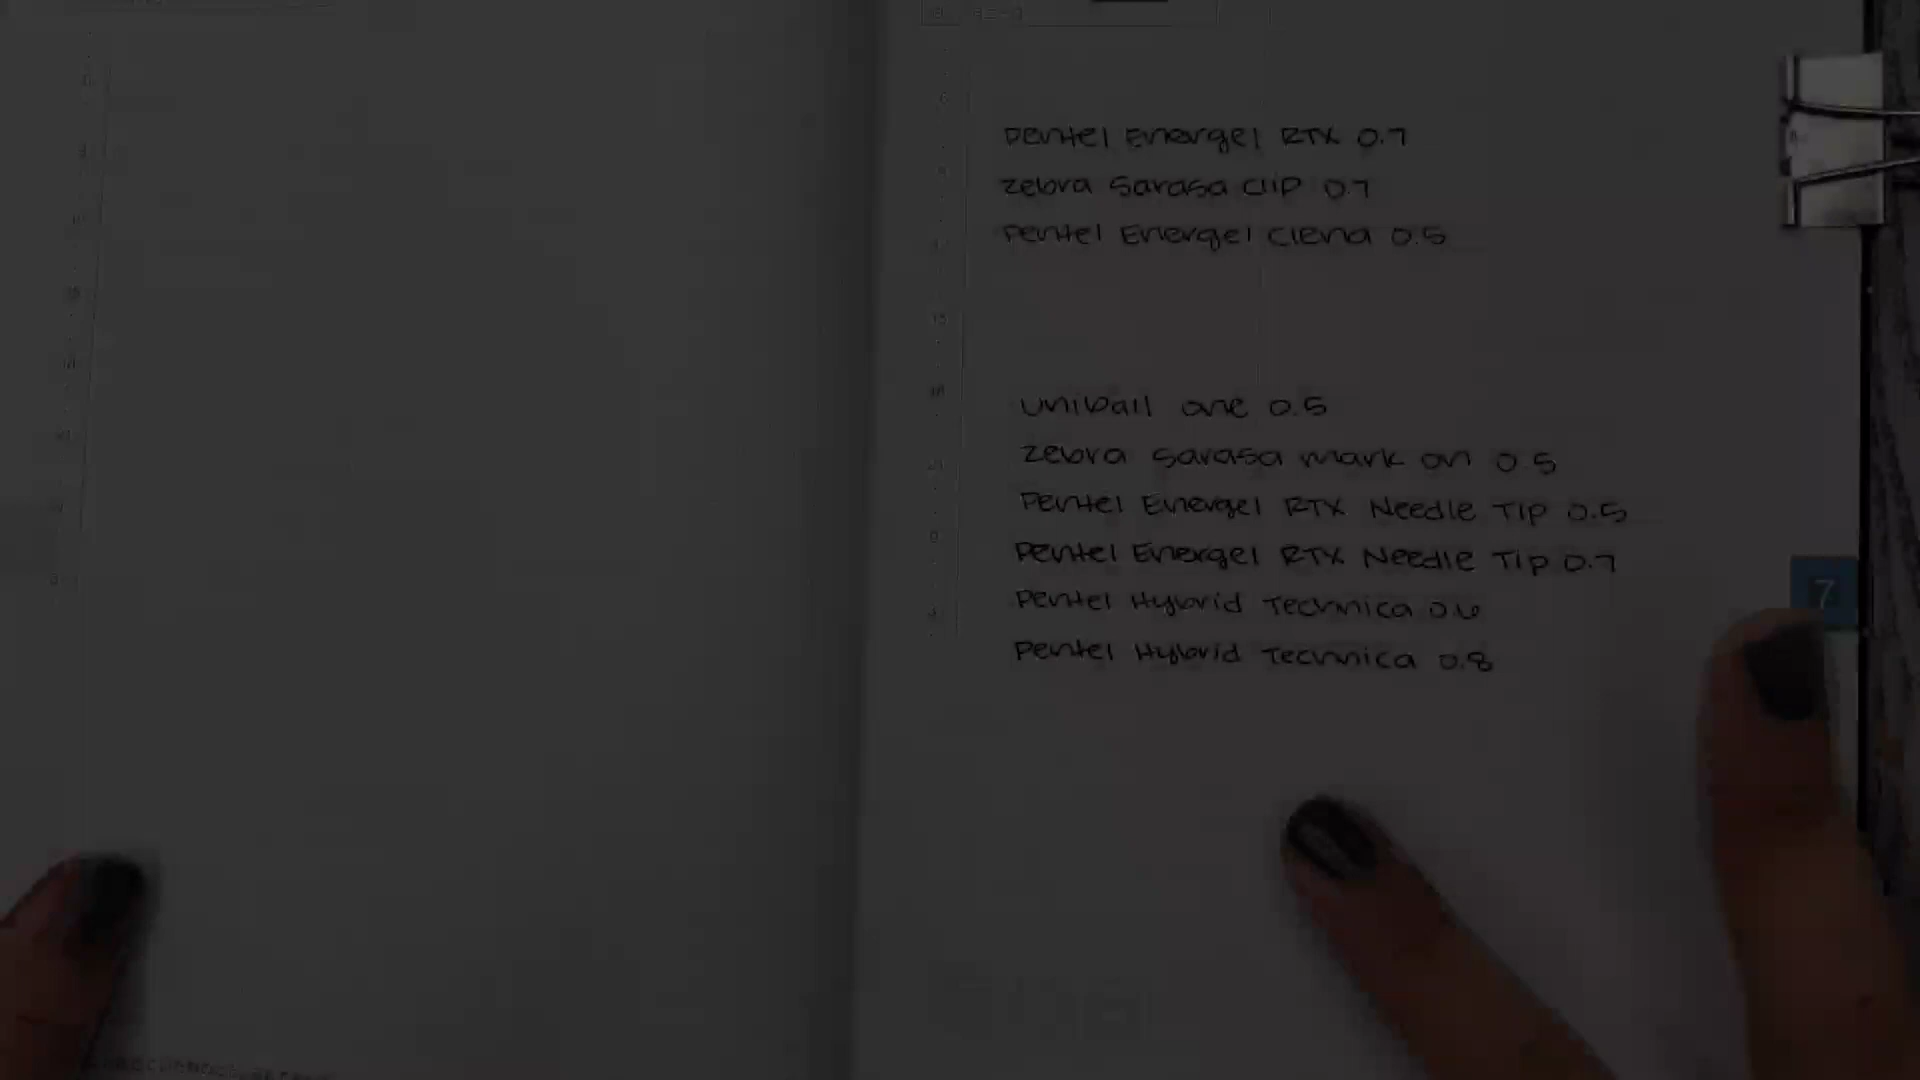 Pentel Energel RTX 0.7
Zebra Sarasa Clip 0.7
Pentel Energel Clena 0.5
Uniball one 0.5
Zebra Sarasa mark on 0.5
Pentel Energel RTX Needle Tip 0.5
Pentel Energel RTX Needle Tip 0.7
Pentel Hybrid Technica 0.6
Pentel Hybrid Technica 0.8
7